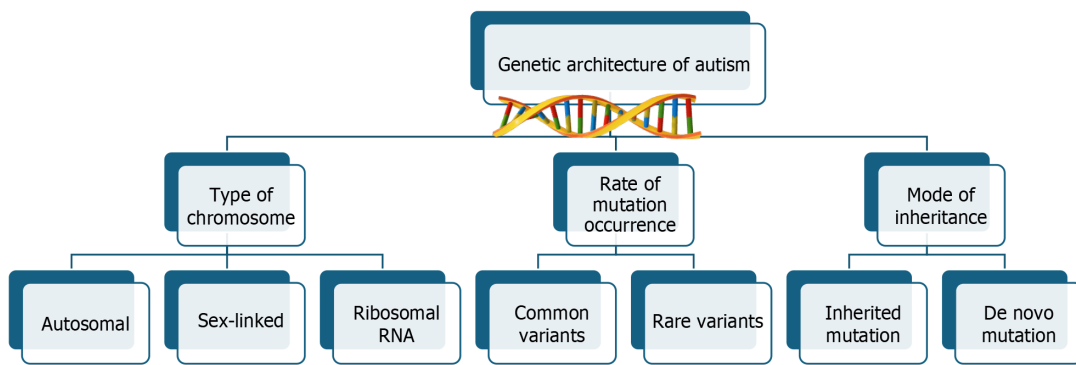 Genetic architecture of autism
Type of
chromosome
Rate of
mutation
occurrence
Mode of
inheritance
Autosomal
Sex-linked
Ribosomal
RNA
Common
variants
Rare variants
Inherited
mutation
De novo
mutation